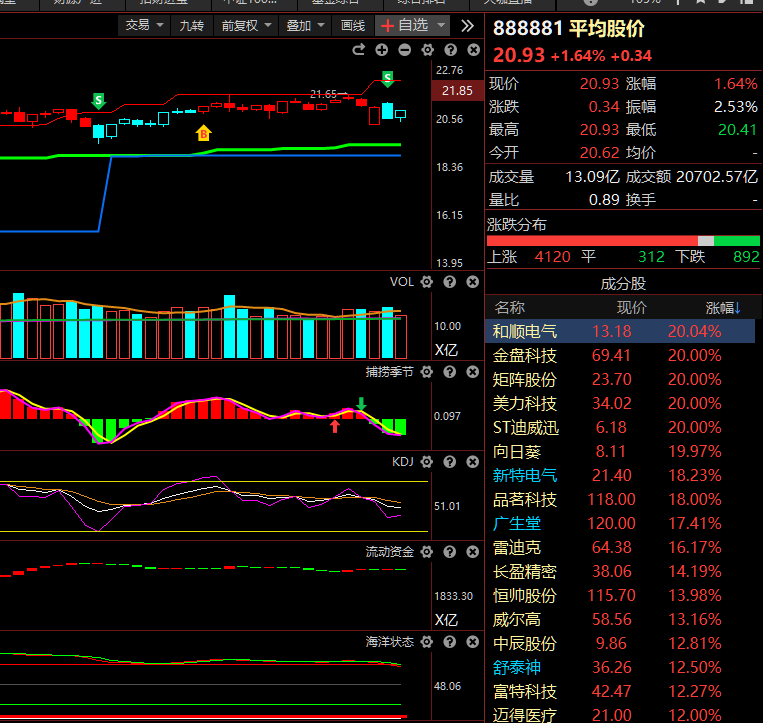 888881 平均股价
20.93 +1.64% +0.34
交易 九转 前复权 叠加 画线 +自选
现价 20.93 涨幅 1.64%
涨跌 0.34 振幅 2.53%
最高 20.93 最低 20.41
今开 20.62 均价 -
成交量 13.09亿 成交额 20702.57亿
量比 0.89 换手 -
涨跌分布
上涨 4120 平 312 下跌 892
成分股
名称 现价 涨幅↓
和顺电气 13.18 20.04%
金盘科技 69.41 20.00%
矩阵股份 23.70 20.00%
美力科技 34.02 20.00%
ST迪威迅 6.18 20.00%
向日葵 8.11 19.97%
新特电气 21.40 18.23%
品茗科技 118.00 18.00%
广生堂 120.00 17.41%
雷迪克 64.38 16.17%
长盈精密 38.06 14.19%
恒帅股份 115.70 13.98%
威尔高 58.56 13.16%
中辰股份 9.86 12.81%
舒泰神 36.26 12.50%
富特科技 42.47 12.27%
迈得医疗 21.00 12.00%
22.76
21.85
20.56
18.36
16.15
13.95
21.65
S
B
S
VOL
10.00
X亿
捕捞季节
0.097
KDJ
51.01
流动资金
1833.30
X亿
海洋状态
48.06